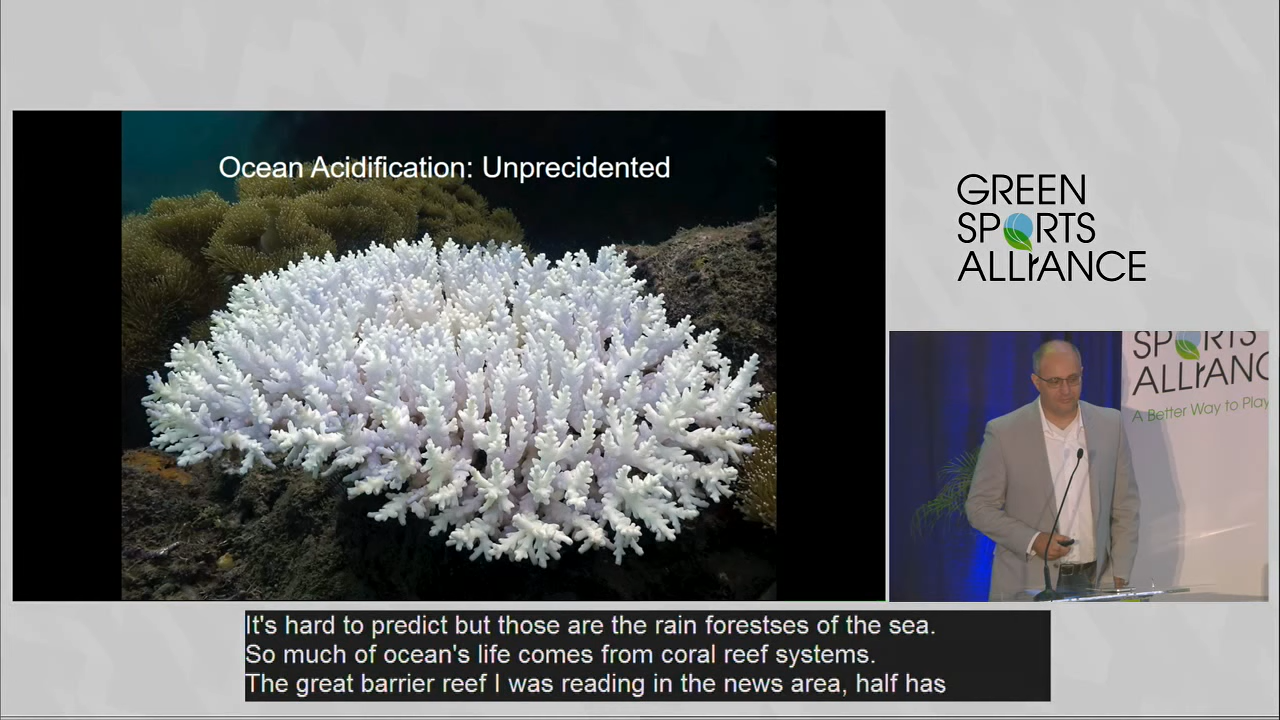 Ocean Acidification: Unprecidented
GREEN
SPORTS
ALLIANCE
SPORTS
ALLIANC
A Better Way to Play
It's hard to predict but those are the rain forestses of the sea.
So much of ocean's life comes from coral reef systems.
The great barrier reef I was reading in the news area, half has